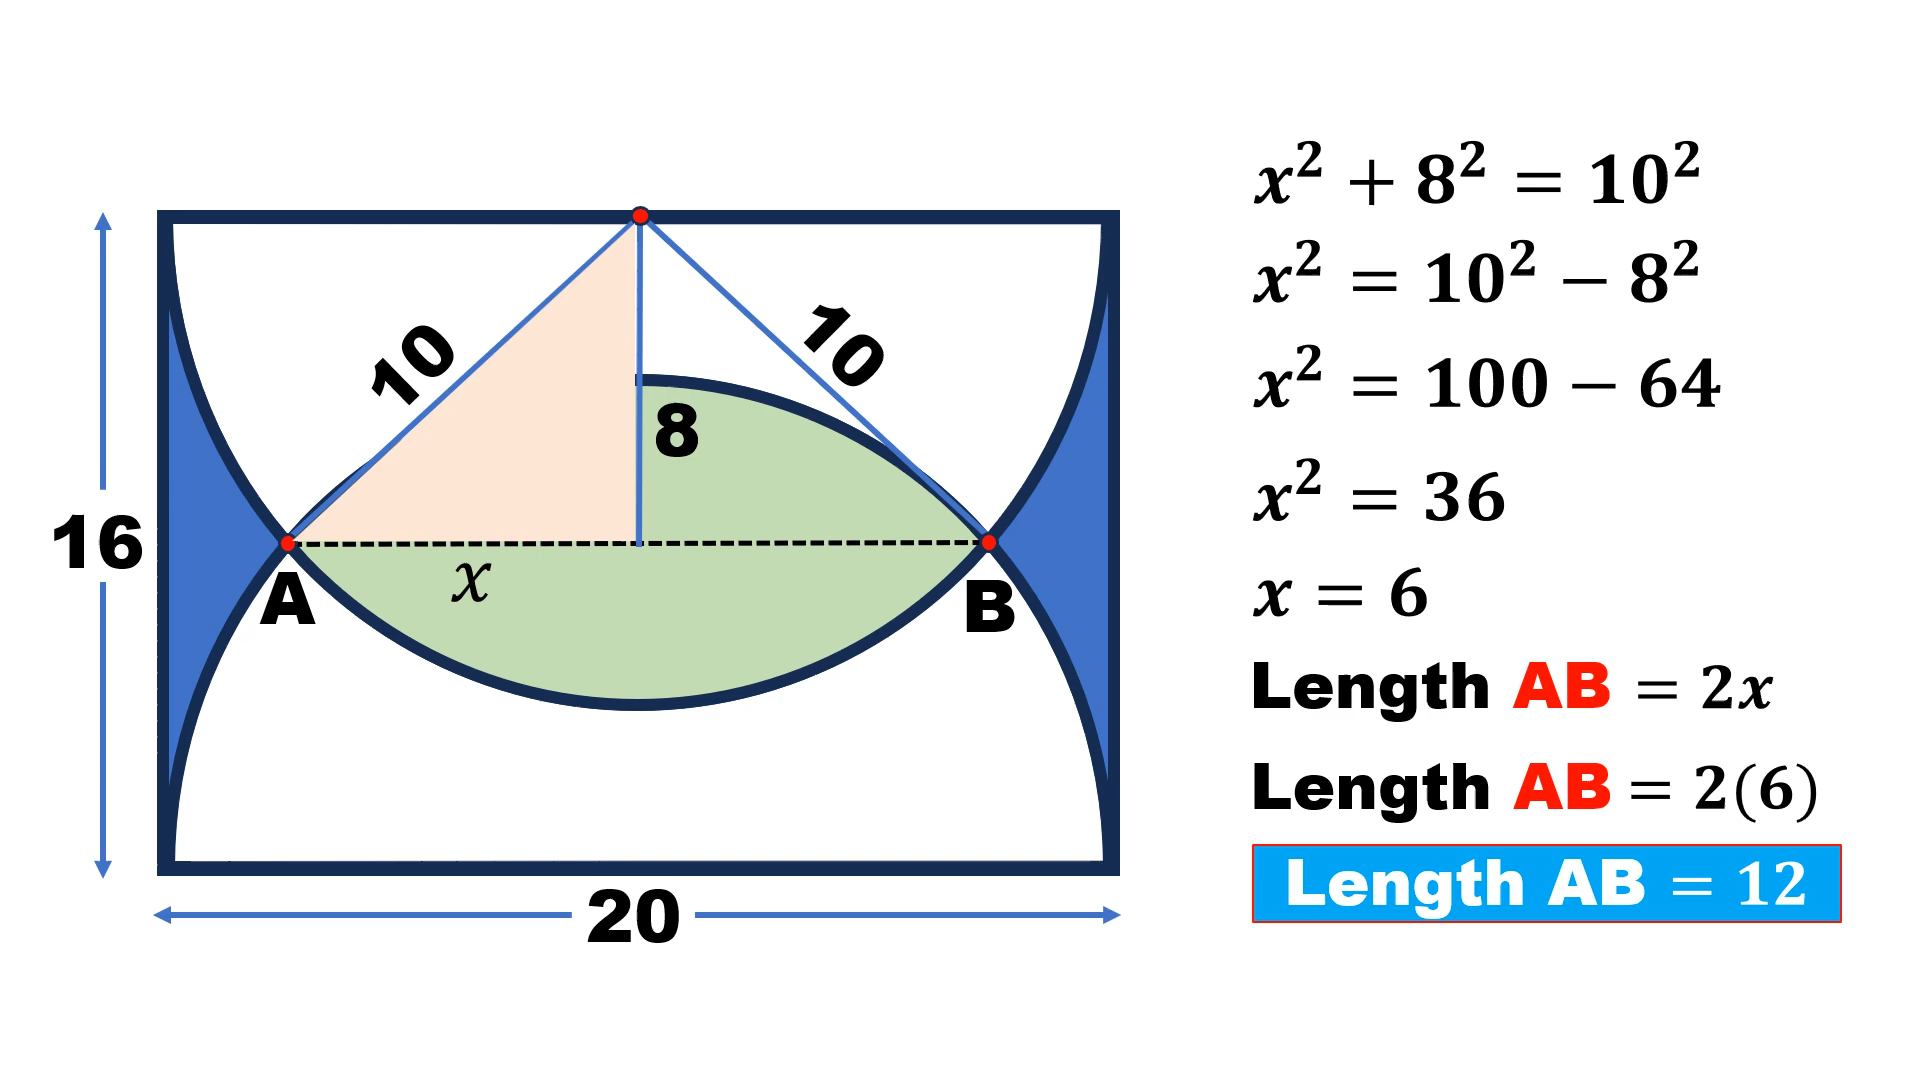 10
10
8
16
x
A
B
20
x² + 8² = 10²
x² = 10² − 8²
x² = 100 − 64
x² = 36
x = 6
Length AB = 2x
Length AB = 2(6)
Length AB = 12